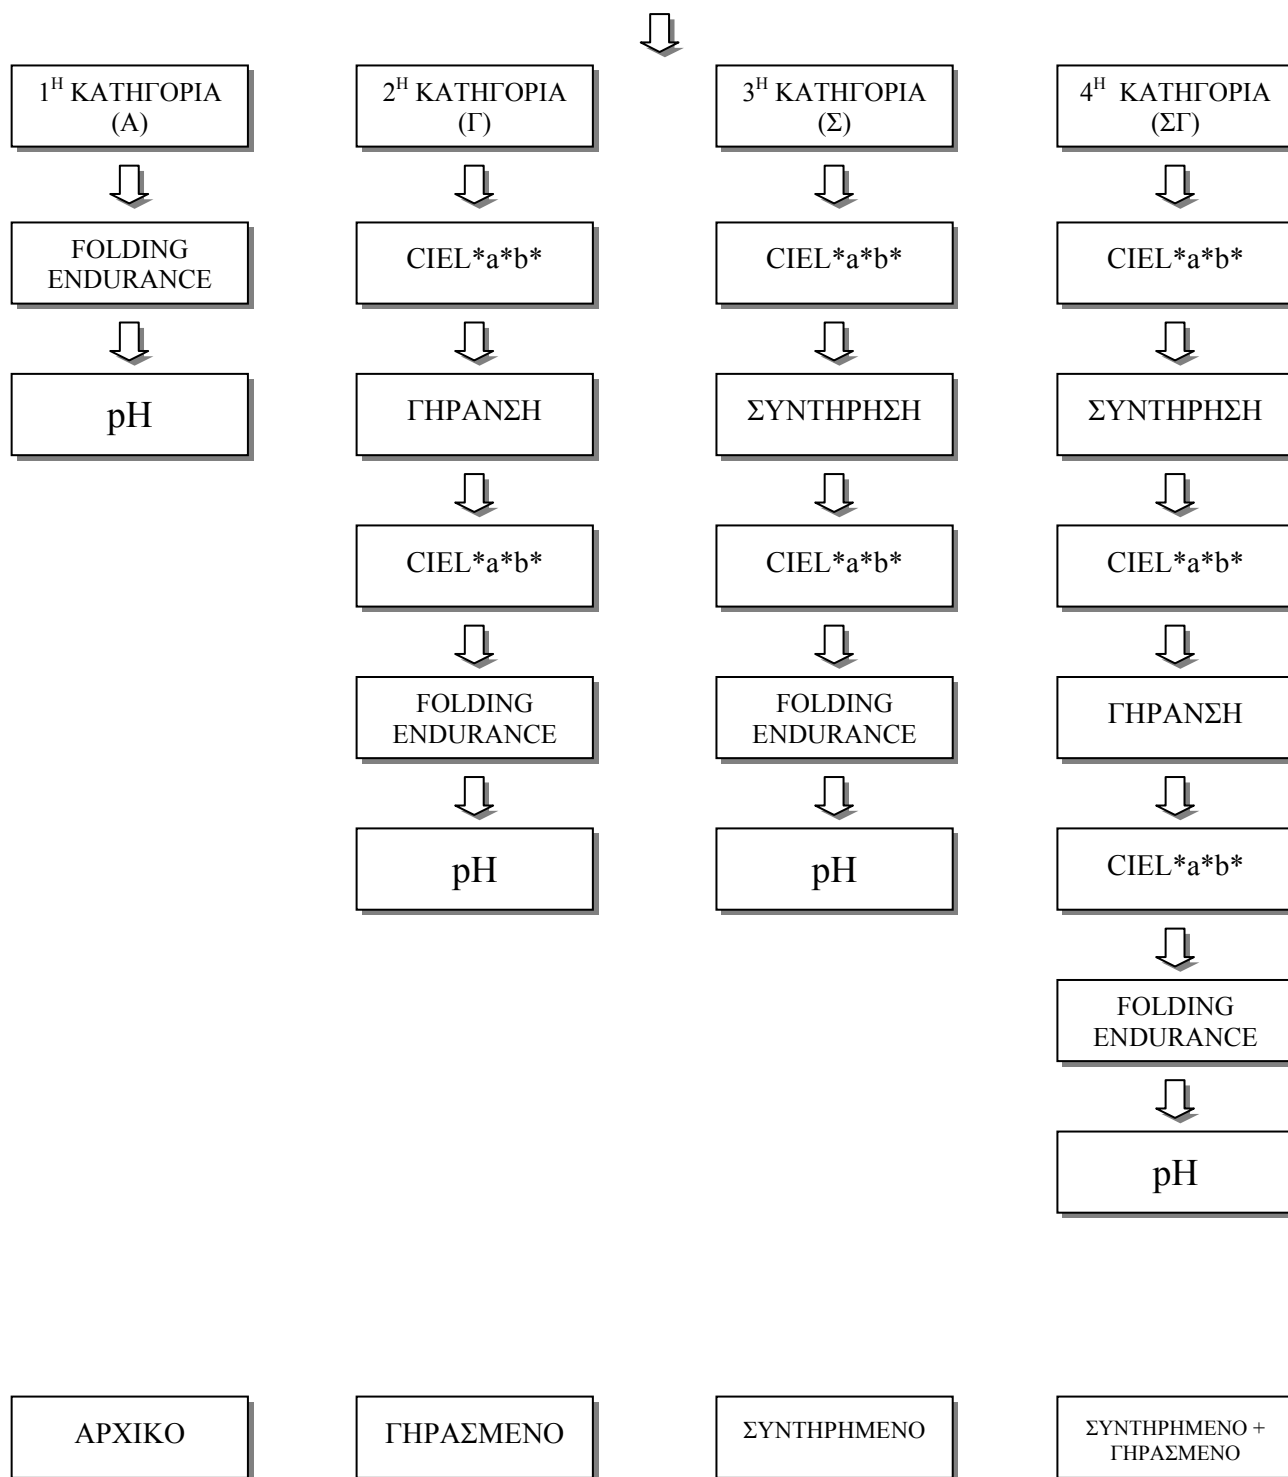 1Η ΚΑΤΗΓΟΡΙΑ
(Α)
FOLDING
ENDURANCE
pH
2Η ΚΑΤΗΓΟΡΙΑ
(Γ)
CIEL*a*b*
ΓΗΡΑΝΣΗ
CIEL*a*b*
FOLDING
ENDURANCE
pH
3Η ΚΑΤΗΓΟΡΙΑ
(Σ)
CIEL*a*b*
ΣΥΝΤΗΡΗΣΗ
CIEL*a*b*
FOLDING
ENDURANCE
pH
4Η ΚΑΤΗΓΟΡΙΑ
(ΣΓ)
CIEL*a*b*
ΣΥΝΤΗΡΗΣΗ
CIEL*a*b*
ΓΗΡΑΝΣΗ
CIEL*a*b*
FOLDING
ENDURANCE
pH
ΑΡΧΙΚΟ
ΓΗΡΑΣΜΕΝΟ
ΣΥΝΤΗΡΗΜΕΝΟ
ΣΥΝΤΗΡΗΜΕΝΟ +
ΓΗΡΑΣΜΕΝΟ